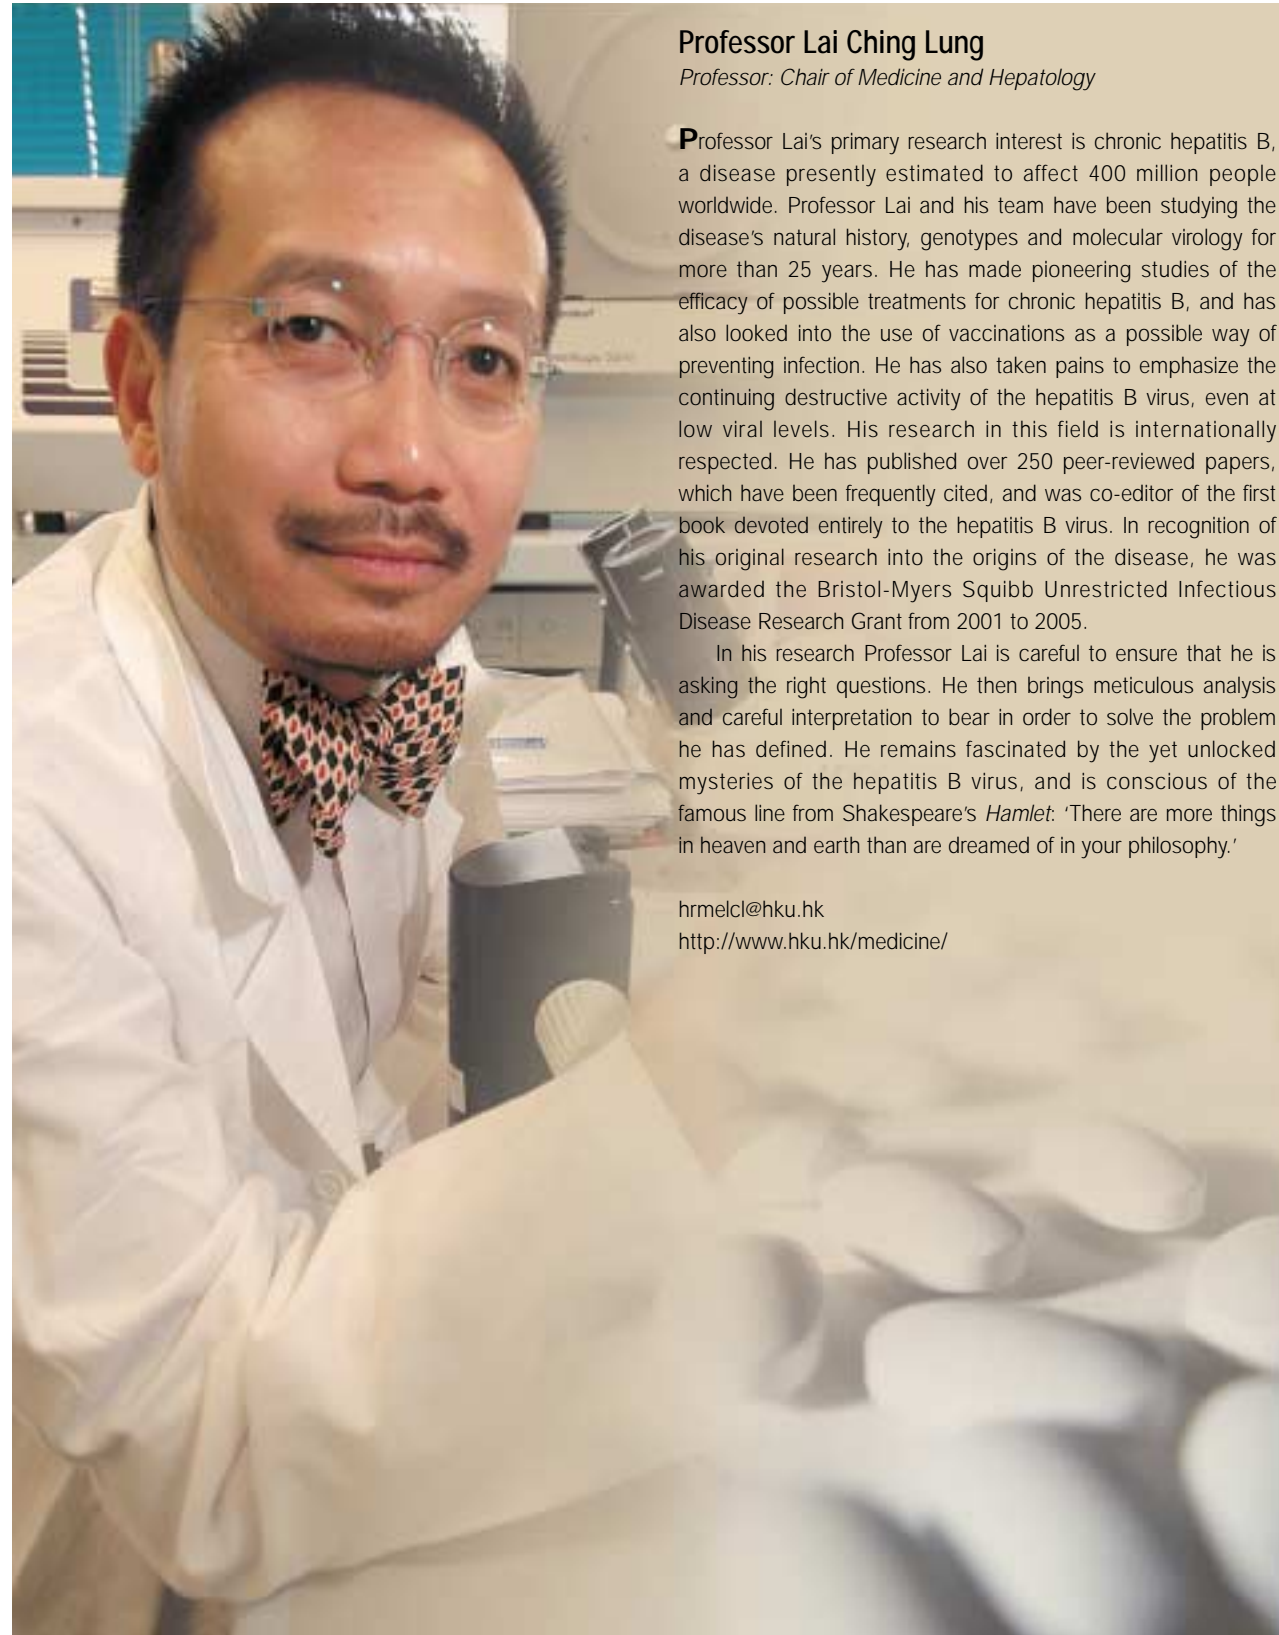 Professor Lai Ching Lung
Professor: Chair of Medicine and Hepatology
Professor Lai's primary research interest is chronic hepatitis B,
a disease presently estimated to affect 400 million people
worldwide. Professor Lai and his team have been studying the
disease's natural history, genotypes and molecular virology for
more than 25 years. He has made pioneering studies of the
efficacy of possible treatments for chronic hepatitis B, and has
also looked into the use of vaccinations as a possible way of
preventing infection. He has also taken pains to emphasize the
continuing destructive activity of the hepatitis B virus, even at
low viral levels. His research in this field is internationally
respected. He has published over 250 peer-reviewed papers,
which have been frequently cited, and was co-editor of the first
book devoted entirely to the hepatitis B virus. In recognition of
his original research into the origins of the disease, he was
awarded the Bristol-Myers Squibb Unrestricted Infectious
Disease Research Grant from 2001 to 2005.
In his research Professor Lai is careful to ensure that he is
asking the right questions. He then brings meticulous analysis
and careful interpretation to bear in order to solve the problem
he has defined. He remains fascinated by the yet unlocked
mysteries of the hepatitis B virus, and is conscious of the
famous line from Shakespeare's Hamlet: 'There are more things
in heaven and earth than are dreamed of in your philosophy.'
hrmelcl@hku.hk
http://www.hku.hk/medicine/